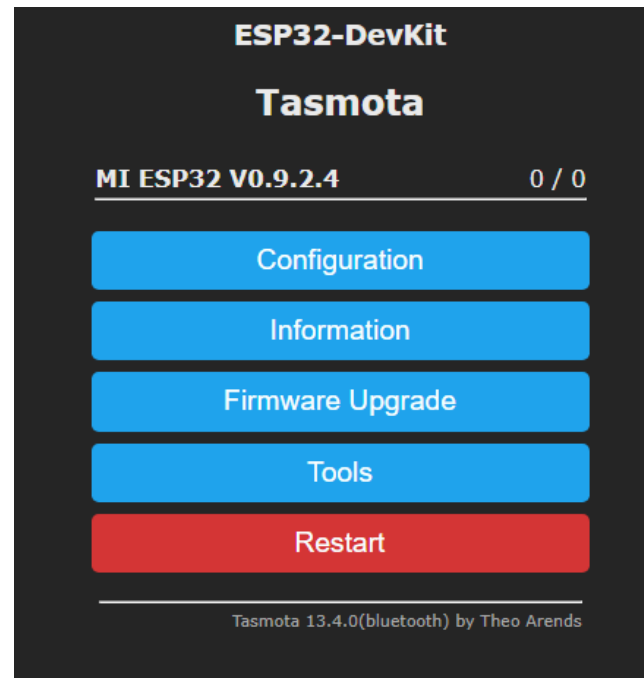 ESP32-DevKit
Tasmota
MI ESP32 V0.9.2.4 0 / 0
Configuration
Information
Firmware Upgrade
Tools
Restart
Tasmota 13.4.0(bluetooth) by Theo Arends